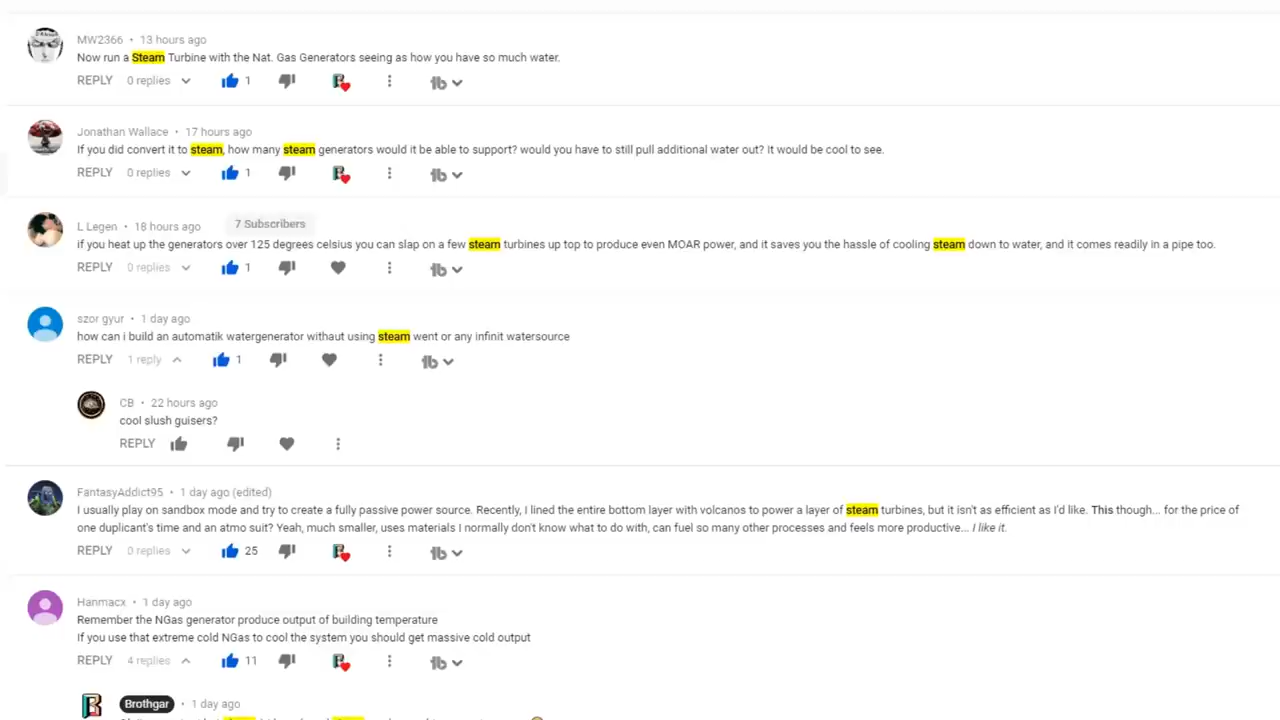 MW2366 • 13 hours ago
Now run a Steam Turbine with the Nat. Gas Generators seeing as how you have so much water.
REPLY 0 replies 1
Jonathan Wallace • 17 hours ago
If you did convert it to steam, how many steam generators would it be able to support? would you have to still pull additional water out? It would be cool to see.
REPLY 0 replies 1
L Legen • 18 hours ago 7 Subscribers
if you heat up the generators over 125 degrees celsius you can slap on a few steam turbines up top to produce even MOAR power, and it saves you the hassle of cooling steam down to water, and it comes readily in a pipe too.
REPLY 0 replies 1
szor gyur • 1 day ago
how can i build an automatik watergenerator withaut using steam went or any infinit watersource
REPLY 1 reply 1
CB • 22 hours ago
cool slush guisers?
REPLY
FantasyAddict95 • 1 day ago (edited)
I usually play on sandbox mode and try to create a fully passive power source. Recently, I lined the entire bottom layer with volcanos to power a layer of steam turbines, but it isn't as efficient as I'd like. This though... for the price of
one duplicant's time and an atmo suit? Yeah, much smaller, uses materials I normally don't know what to do with, can fuel so many other processes and feels more productive... I like it.
REPLY 0 replies 25
Hanmacx • 1 day ago
Remember the NGas generator produce output of building temperature
If you use that extreme cold NGas to cool the system you should get massive cold output
REPLY 4 replies 11
Brothgar • 1 day ago